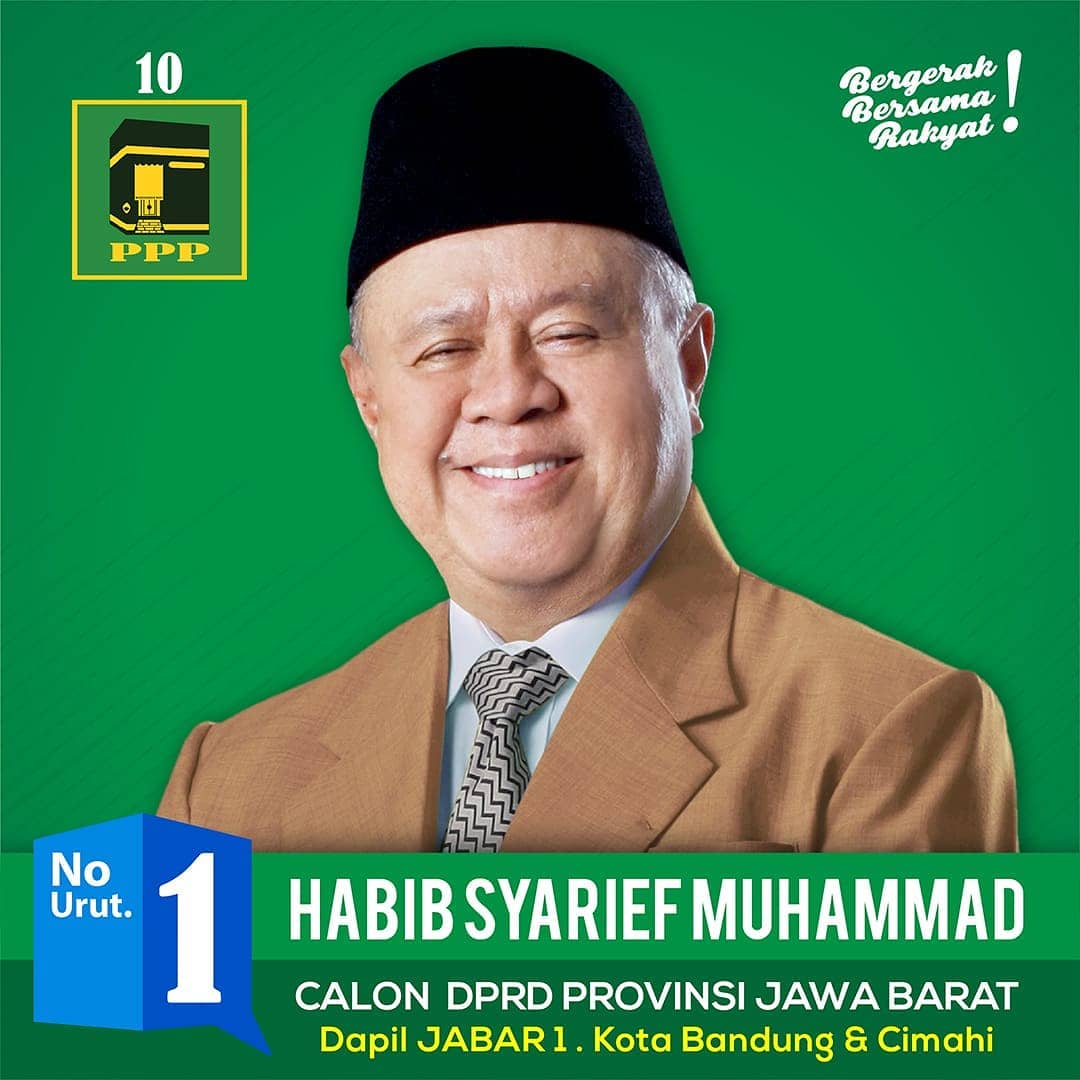 10
PPP
Bergerak
Bersama
Rakyat!
No
Urut.
1
HABIB SYARIEF MUHAMMAD
CALON DPRD PROVINSI JAWA BARAT
Dapil JABAR 1. Kota Bandung & Cimahi